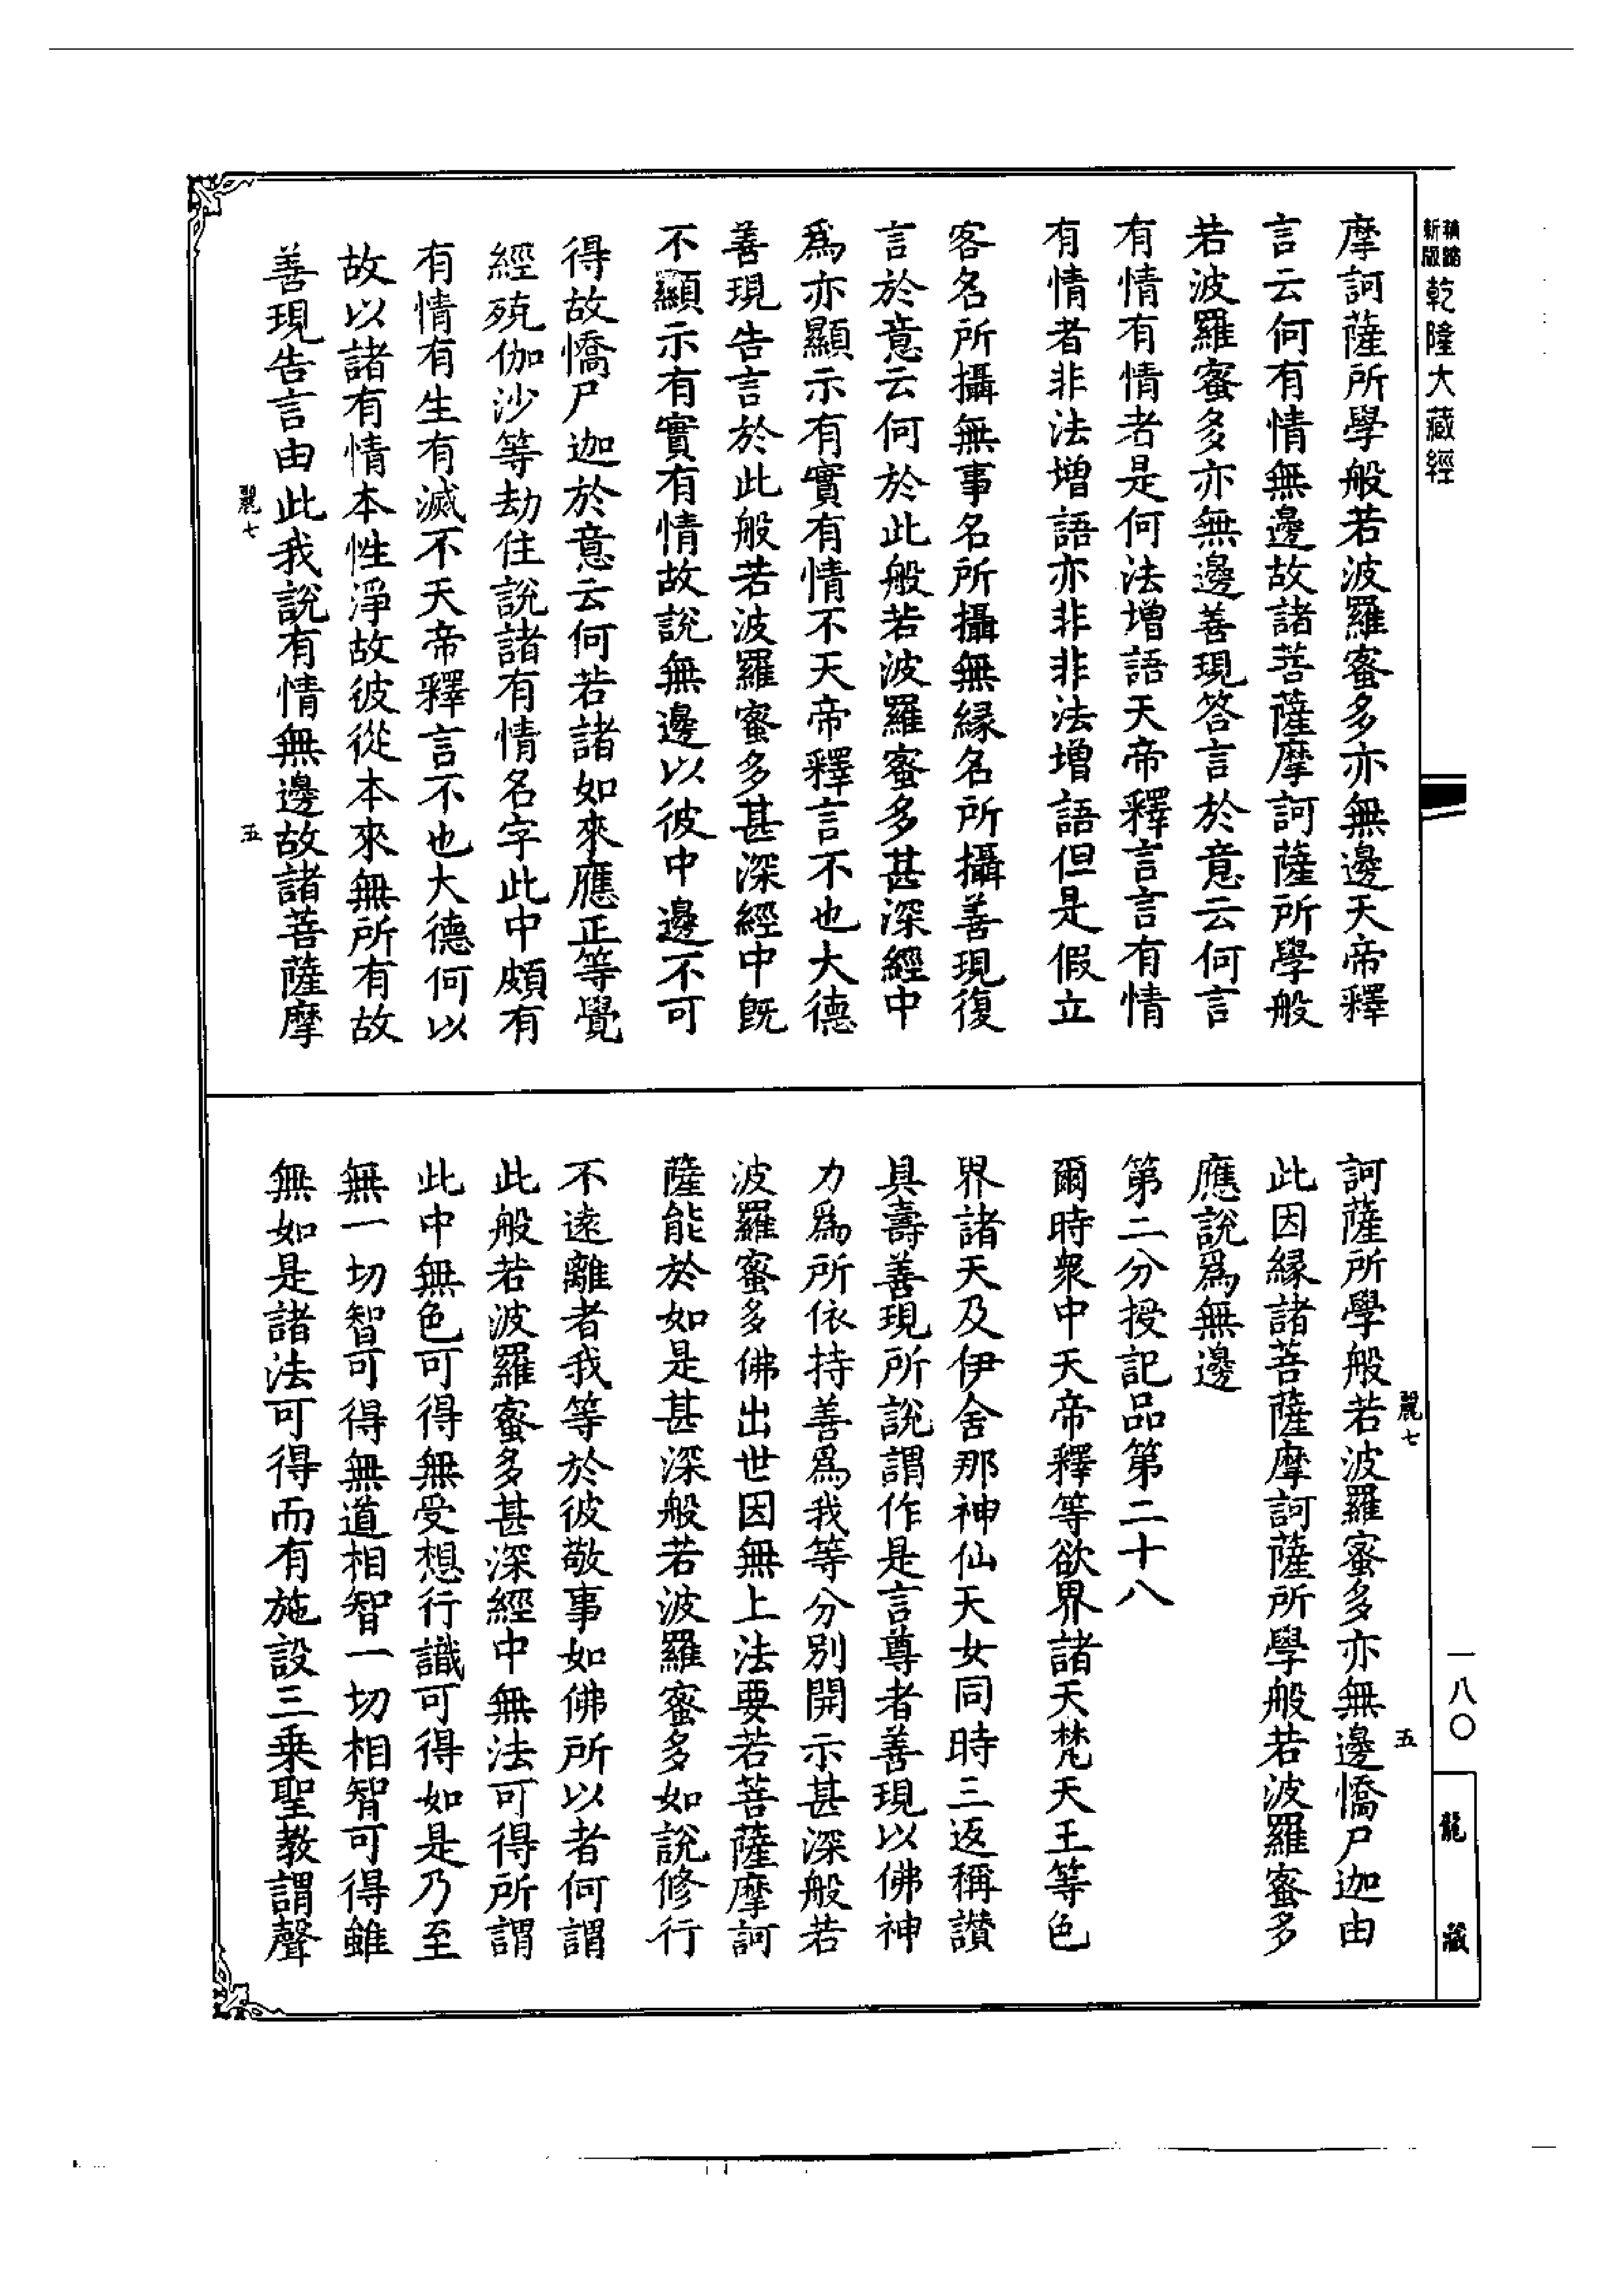 新版
精縮
乾隆大藏經
摩訶薩所學般若波羅蜜多亦無邊天帝釋
言云何有情無邊故諸菩薩摩訶薩所學般
若波羅蜜多亦無邊善現答言於意云何言
有情有情者是何法增語天帝釋言言有情
有情者非法增語亦非非法增語但是假立
客名所攝無事名所攝無緣名所攝善現復
言於意云何於此般若波羅蜜多甚深經中
爲亦顯示有實有情不天帝釋言不也大德
善現告言於此般若波羅蜜多甚深經中旣
不顯示有實有情故說無邊以彼中邊不可
得故憍尸迦於意云何若諸如來應正等覺
經殑伽沙等劫住說諸有情名字此中頗有
有情有生有滅不天帝釋言不也大德何以
故以諸有情本性淨故彼從本來無所有故
善現告言由此我說有情無邊故諸菩薩摩
麗七
五
麗七
五
訶薩所學般若波羅蜜多亦無邊憍尸迦由
此因緣諸菩薩摩訶薩所學般若波羅蜜多
應說爲無邊
第二分授記品第二十八
爾時衆中天帝釋等欲界諸天梵天王等色
界諸天及伊舍那神仙天女同時三返稱讚
具壽善現所說謂作是言尊者善現以佛神
力爲所依持善爲我等分別開示甚深般若
波羅蜜多佛出世因無上法要若菩薩摩訶
薩能於如是甚深般若波羅蜜多如說修行
不遠離者我等於彼敬事如佛所以者何謂
此般若波羅蜜多甚深經中無法可得所謂
此中無色可得無受想行識可得如是乃至
無一切智可得無道相智一切相智可得雖
無如是諸法可得而有施設三乘聖教謂聲
一八〇
龍藏